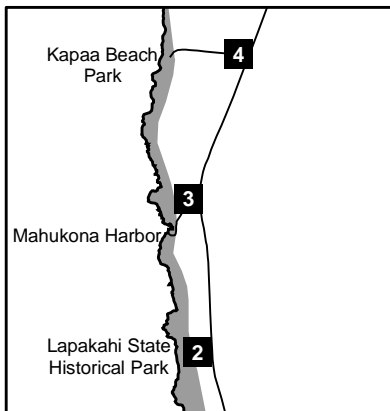 Kapaa Beach
Park
4
3
Mahukona Harbor
Lapakahi State
Historical Park
2